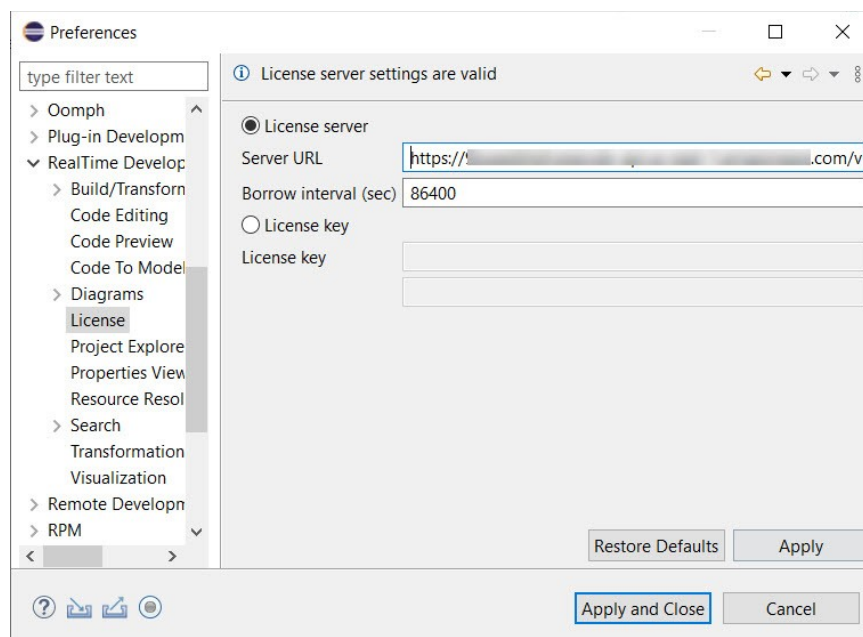 Preferences
type filter text
Oomph
Plug-in Developm
RealTime Develop
Build/Transforn
Code Editing
Code Preview
Code To Model
Diagrams
License
Project Explore
Properties View
Resource Resol
Search
Transformation
Visualization
Remote Developm
RPM
License server settings are valid
License server
Server URL
https:// .com/v
Borrow interval (sec)
86400
License key
License key
Restore Defaults
Apply
Apply and Close
Cancel